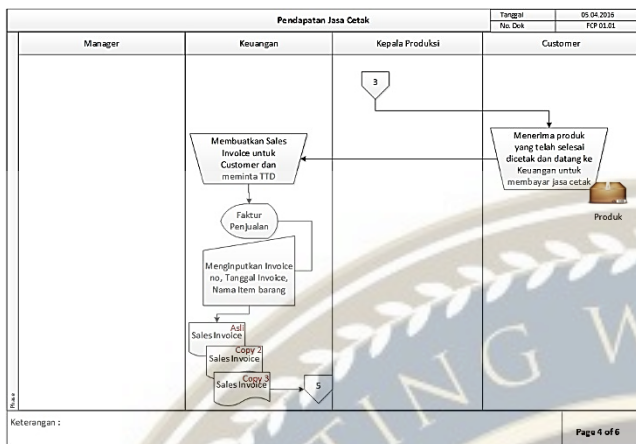 Pendapatan Jasa Cetak
Tanggal 05.04.2016
No. Dok FCP 01.01
Manager
Keuangan
Kepala Produksi
Customer
3
Membuatkan Sales
Invoice untuk
Customer dan
meminta TTD
Menerima produk
yang telah selesai
dicetak dan datang ke
Keuangan untuk
membayar jasa cetak
Produk
Faktur
Penjualan
Menginputkan Invoice
no, Tanggal Invoice,
Nama Item barang
Asli
Sales Invoice
Copy 2
Sales Invoice
Copy 3
Sales Invoice
5
Phase
Keterangan :
Page 4 of 6
TING W